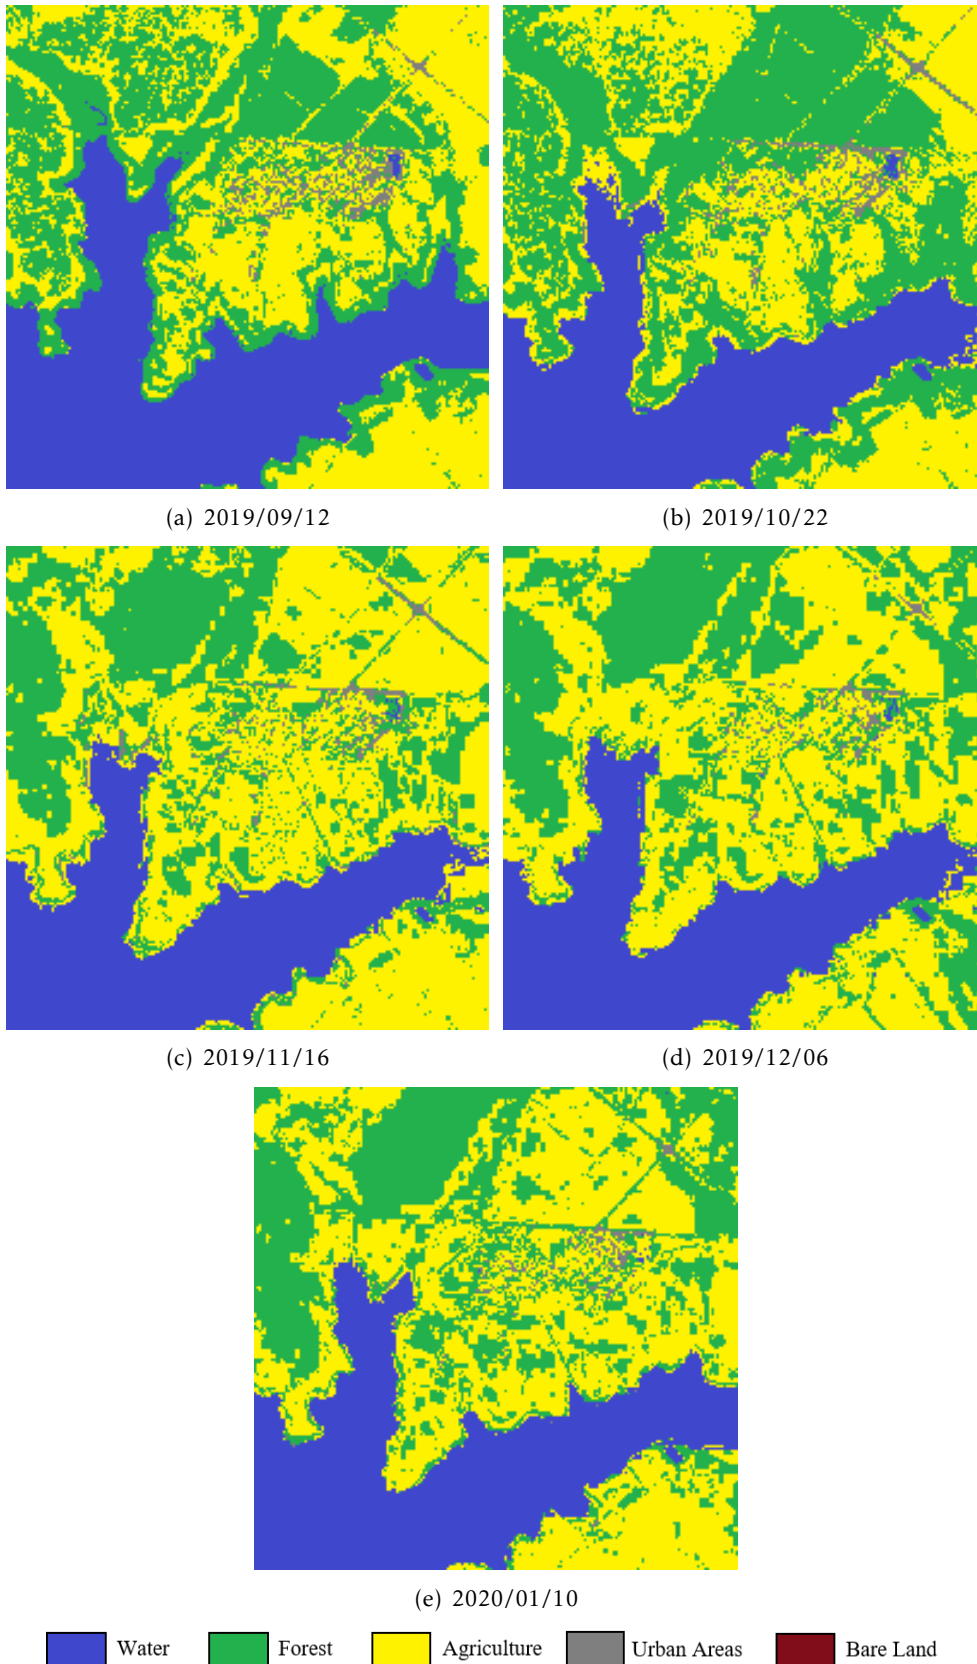 (a) 2019/09/12
(b) 2019/10/22
(c) 2019/11/16
(d) 2019/12/06
(e) 2020/01/10
Water Forest Agriculture Urban Areas Bare Land